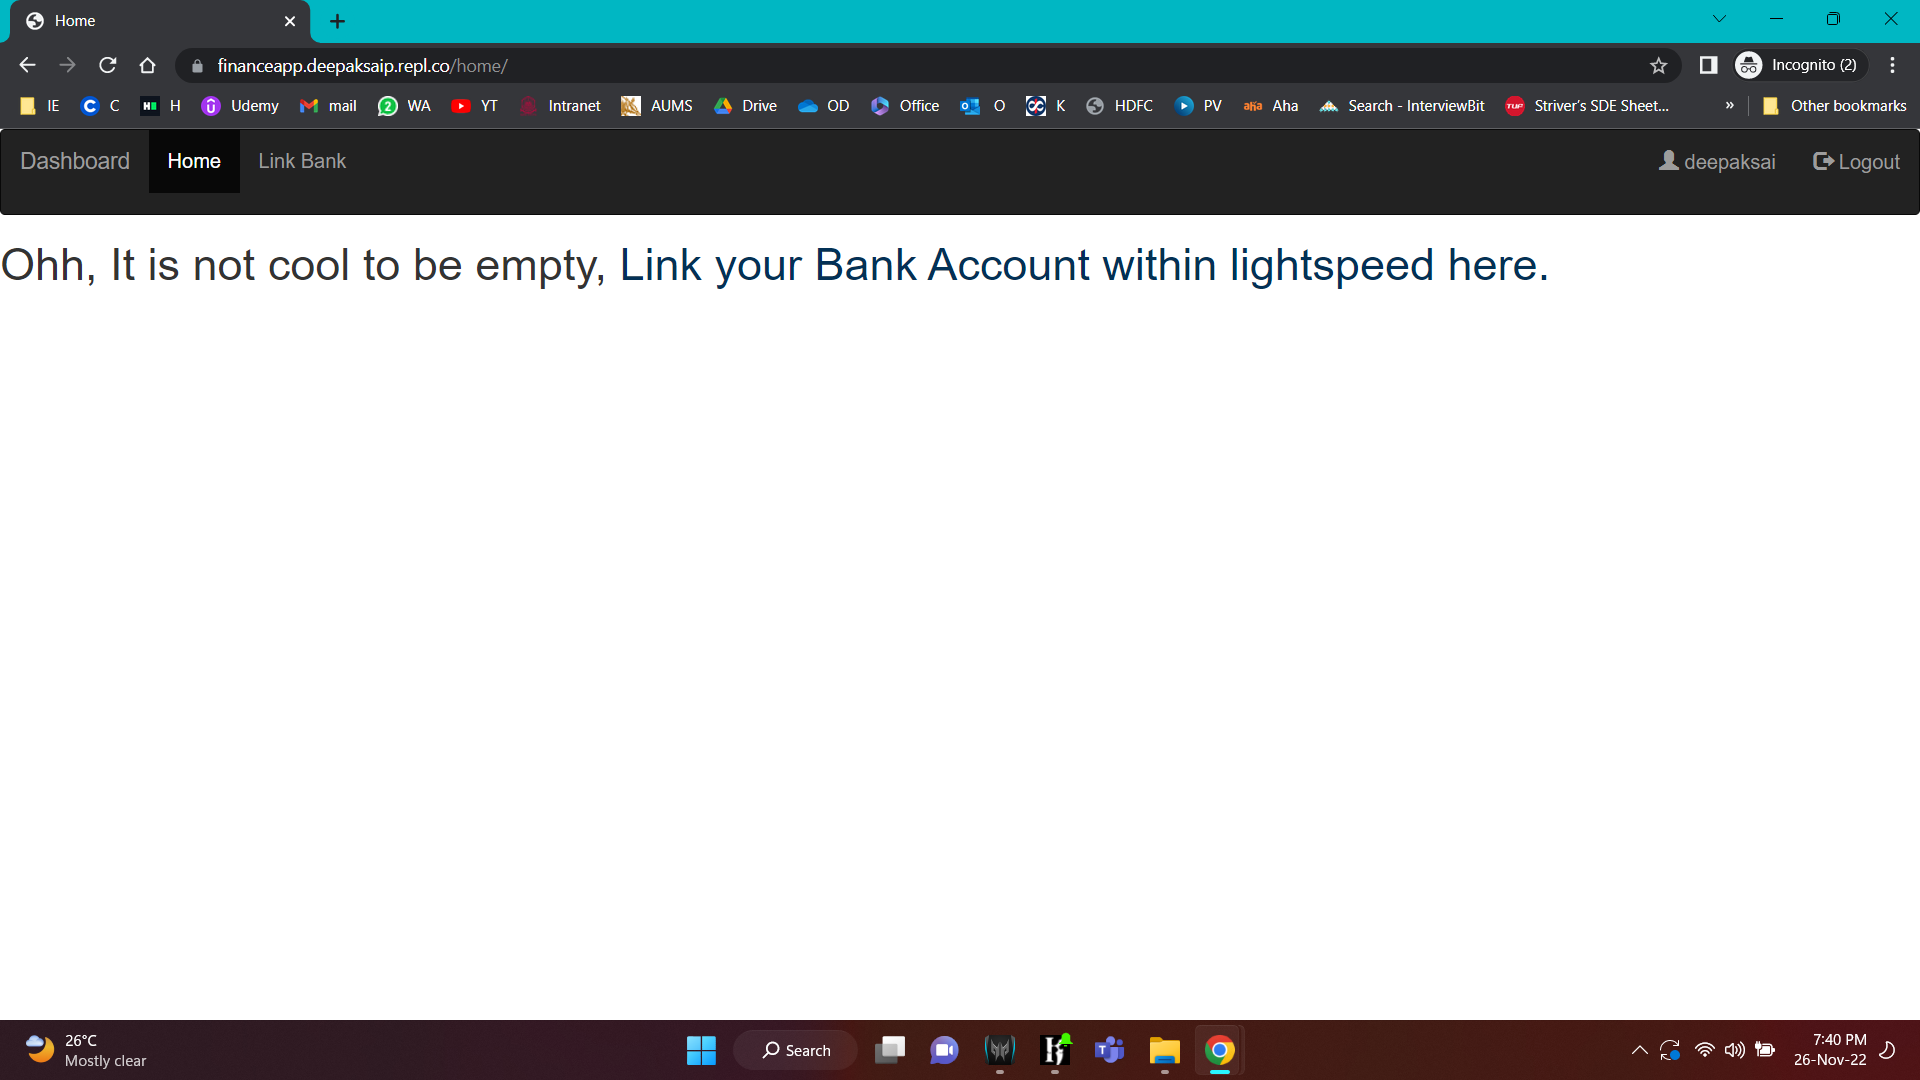 Home
financeapp.deepaksaip.repl.co/home/
Incognito (2)
IE C H Udemy mail WA YT Intranet AUMS Drive OD Office O K HDFC PV Aha Search - InterviewBit Striver's SDE Sheet... » Other bookmarks
Dashboard Home Link Bank deepaksai Logout
Ohh, It is not cool to be empty, Link your Bank Account within lightspeed here.
26°C
Mostly clear
Search
7:40 PM
26-Nov-22